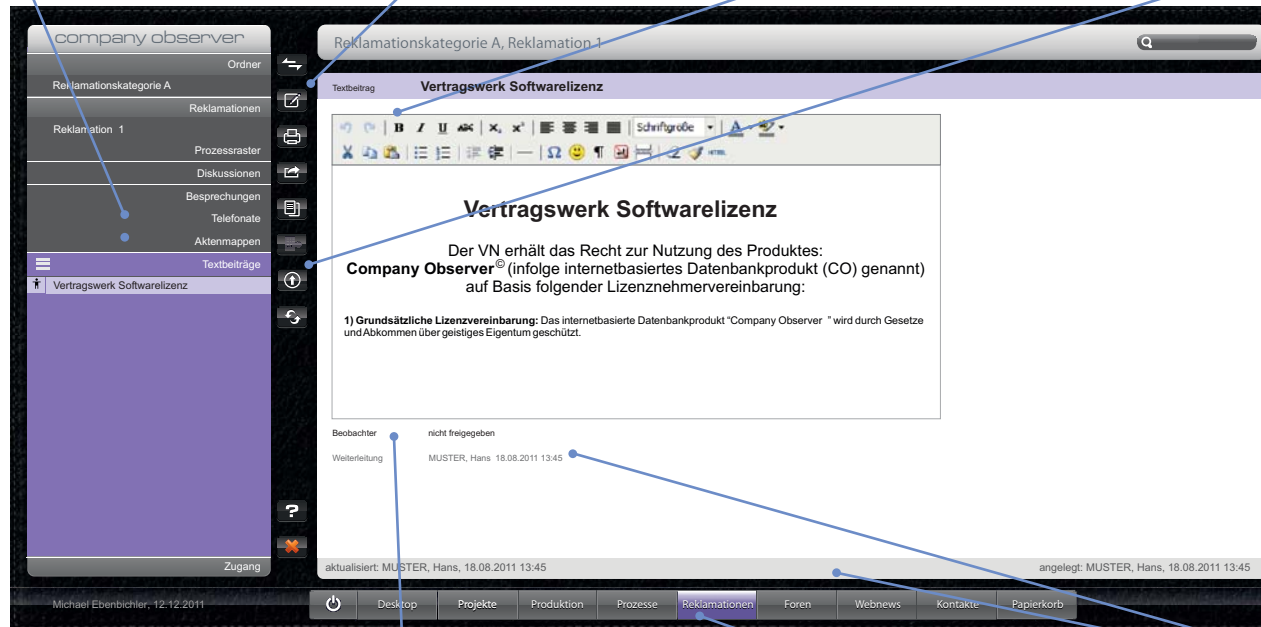 company observer
Ordner
Reklamationskategorie A
Reklamationen
Reklamation 1
Prozessraster
Diskussionen
Besprechungen
Telefonate
Aktenmappen
Textbeiträge
Vertragswerk Softwarelizenz
Zugang
Michael Ebenbichler, 12.12.2011
Reklamationskategorie A, Reklamation 1
Textbeitrag Vertragswerk Softwarelizenz
B I U ABC x₂ x² Schriftgröße A
Ω ¶ HTML
Vertragswerk Softwarelizenz
Der VN erhält das Recht zur Nutzung des Produktes:
Company Observer© (infolge internetbasiertes Datenbankprodukt (CO) genannt)
auf Basis folgender Lizenznehmervereinbarung:
1) Grundsätzliche Lizenzvereinbarung: Das internetbasierte Datenbankprodukt “Company Observer ” wird durch Gesetze
und Abkommen über geistiges Eigentum geschützt.
Beobachter nicht freigegeben
Weiterleitung MUSTER, Hans 18.08.2011 13:45
?
aktualisiert: MUSTER, Hans, 18.08.2011 13:45 angelegt: MUSTER, Hans, 18.08.2011 13:45
Desktop Projekte Produktion Prozesse Reklamationen Foren Webnews Kontakte Papierkorb